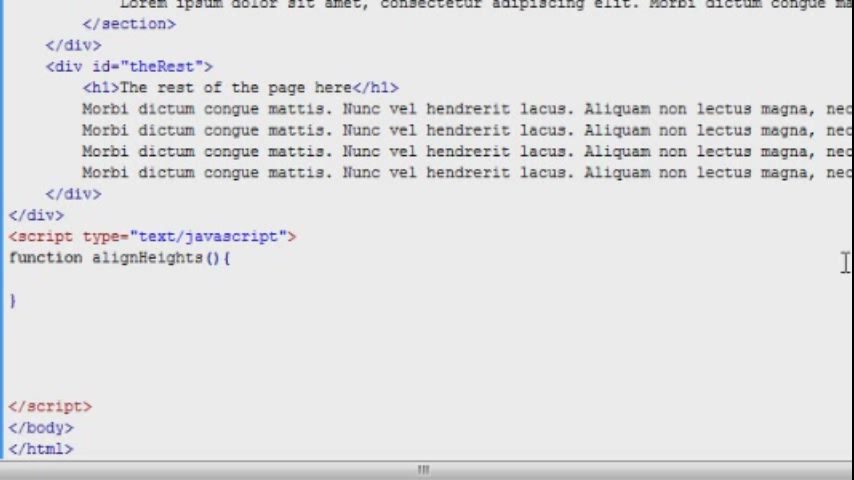 Lorem ipsum dolor sit amet, consectetur adipiscing elit. Morbi dictum congue ma
</section>
</div>
<div id="theRest">
<h1>The rest of the page here</h1>
Morbi dictum congue mattis. Nunc vel hendrerit lacus. Aliquam non lectus magna, nec
Morbi dictum congue mattis. Nunc vel hendrerit lacus. Aliquam non lectus magna, nec
Morbi dictum congue mattis. Nunc vel hendrerit lacus. Aliquam non lectus magna, nec
Morbi dictum congue mattis. Nunc vel hendrerit lacus. Aliquam non lectus magna, nec
</div>
</div>
<script type="text/javascript">
function alignHeights(){
}
</script>
</body>
</html>